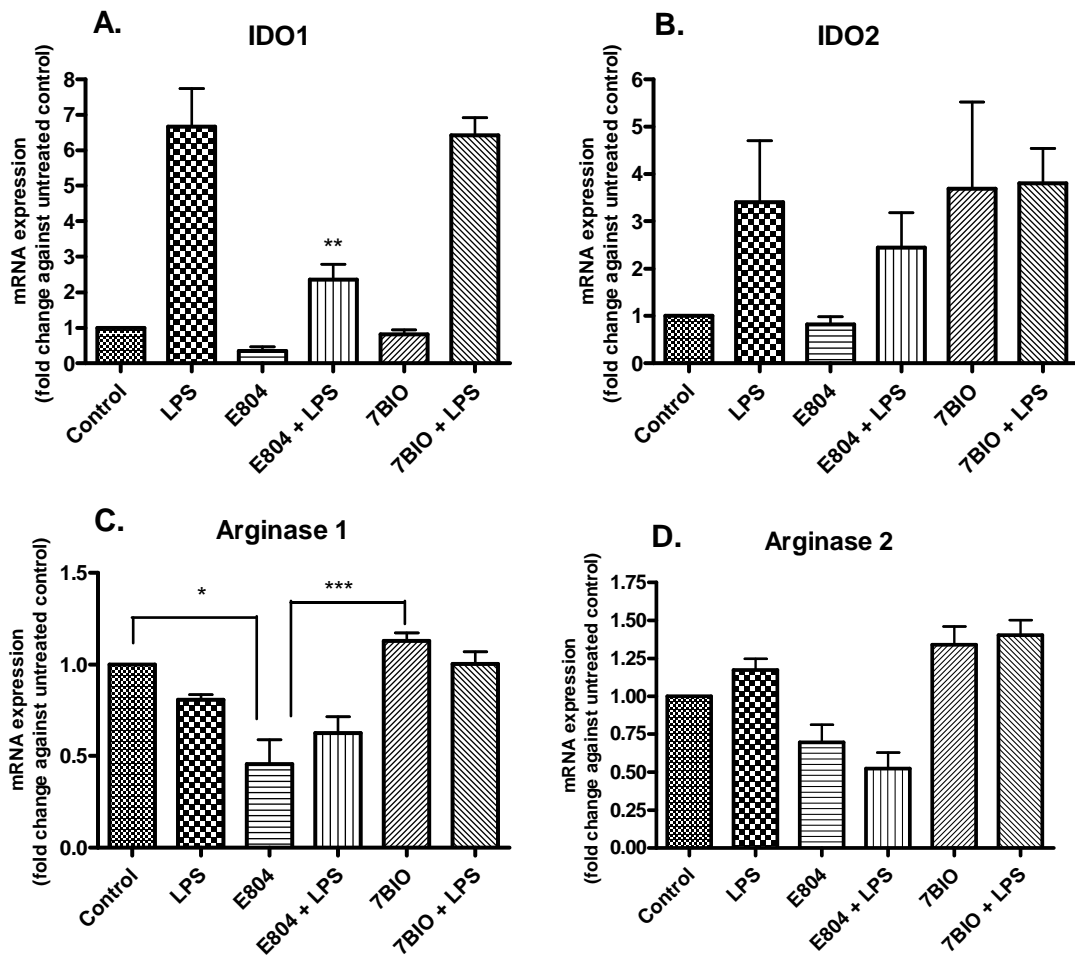 A.
IDO1
mRNA expression
(fold change against untreated control)
8
7
6
5
4
3
2
1
0
**
Control
LPS
E804
E804 + LPS
7BIO
7BIO + LPS
B.
IDO2
mRNA expression
(fold change against untreated control)
6
5
4
3
2
1
0
Control
LPS
E804
E804 + LPS
7BIO
7BIO + LPS
C.
Arginase 1
mRNA expression
(fold change against untreated control)
1.5
1.0
0.5
0.0
*
***
Control
LPS
E804
E804 + LPS
7BIO
7BIO + LPS
D.
Arginase 2
mRNA expression
(fold change against untreated control)
1.75
1.50
1.25
1.00
0.75
0.50
0.25
0.00
Control
LPS
E804
E804 + LPS
7BIO
7BIO + LPS